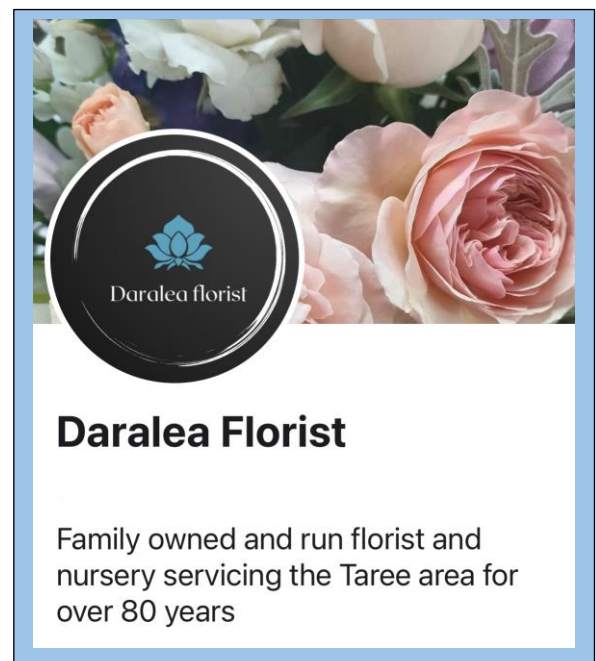 Daralea florist
Daralea Florist
Family owned and run florist and
nursery servicing the Taree area for
over 80 years